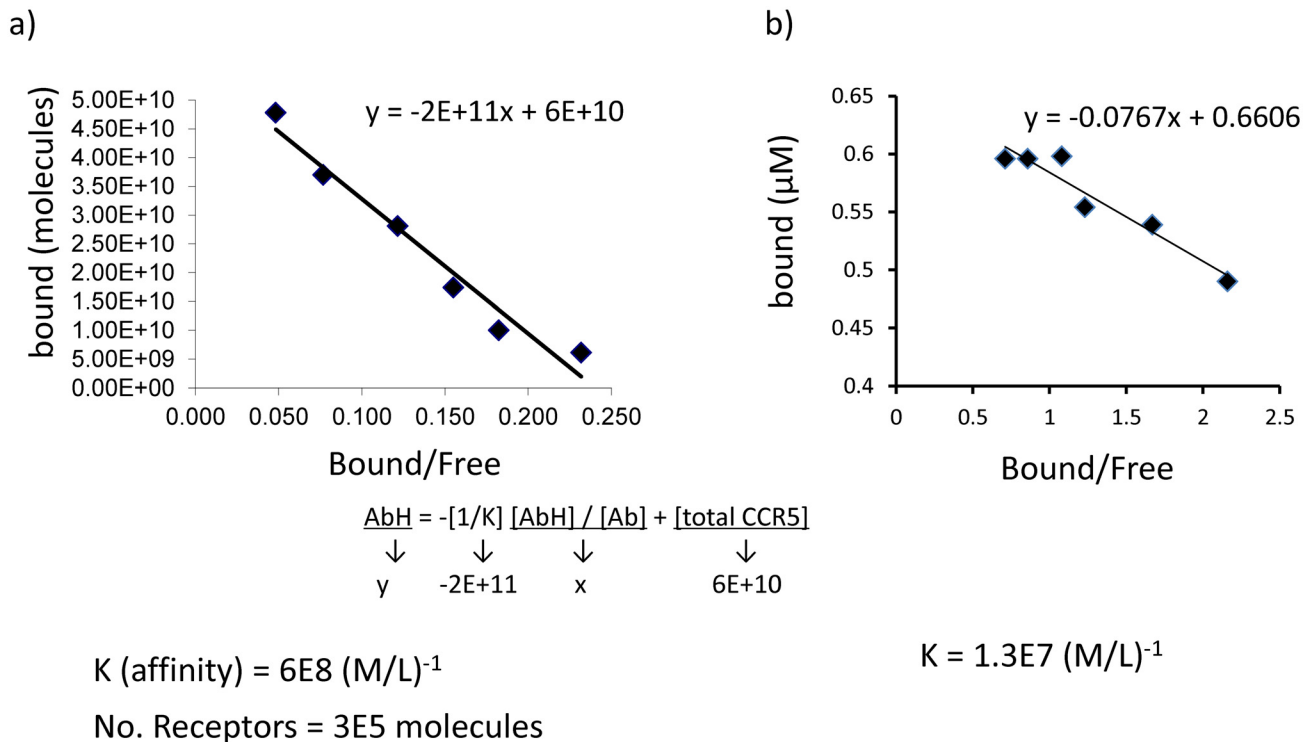 a)
b)
y = -2E+11x + 6E+10
bound (molecules)
5.00E+10
4.50E+10
4.00E+10
3.50E+10
3.00E+10
2.50E+10
2.00E+10
1.50E+10
1.00E+10
5.00E+09
0.00E+00
0.000 0.050 0.100 0.150 0.200 0.250
Bound/Free
y = -0.0767x + 0.6606
bound (µM)
0.65
0.6
0.55
0.5
0.45
0.4
0 0.5 1 1.5 2 2.5
Bound/Free
AbH = -[1/K] [AbH] / [Ab] + [total CCR5]
↓ ↓ ↓ ↓
y -2E+11 x 6E+10
K (affinity) = 6E8 (M/L)⁻¹
No. Receptors = 3E5 molecules
K = 1.3E7 (M/L)⁻¹